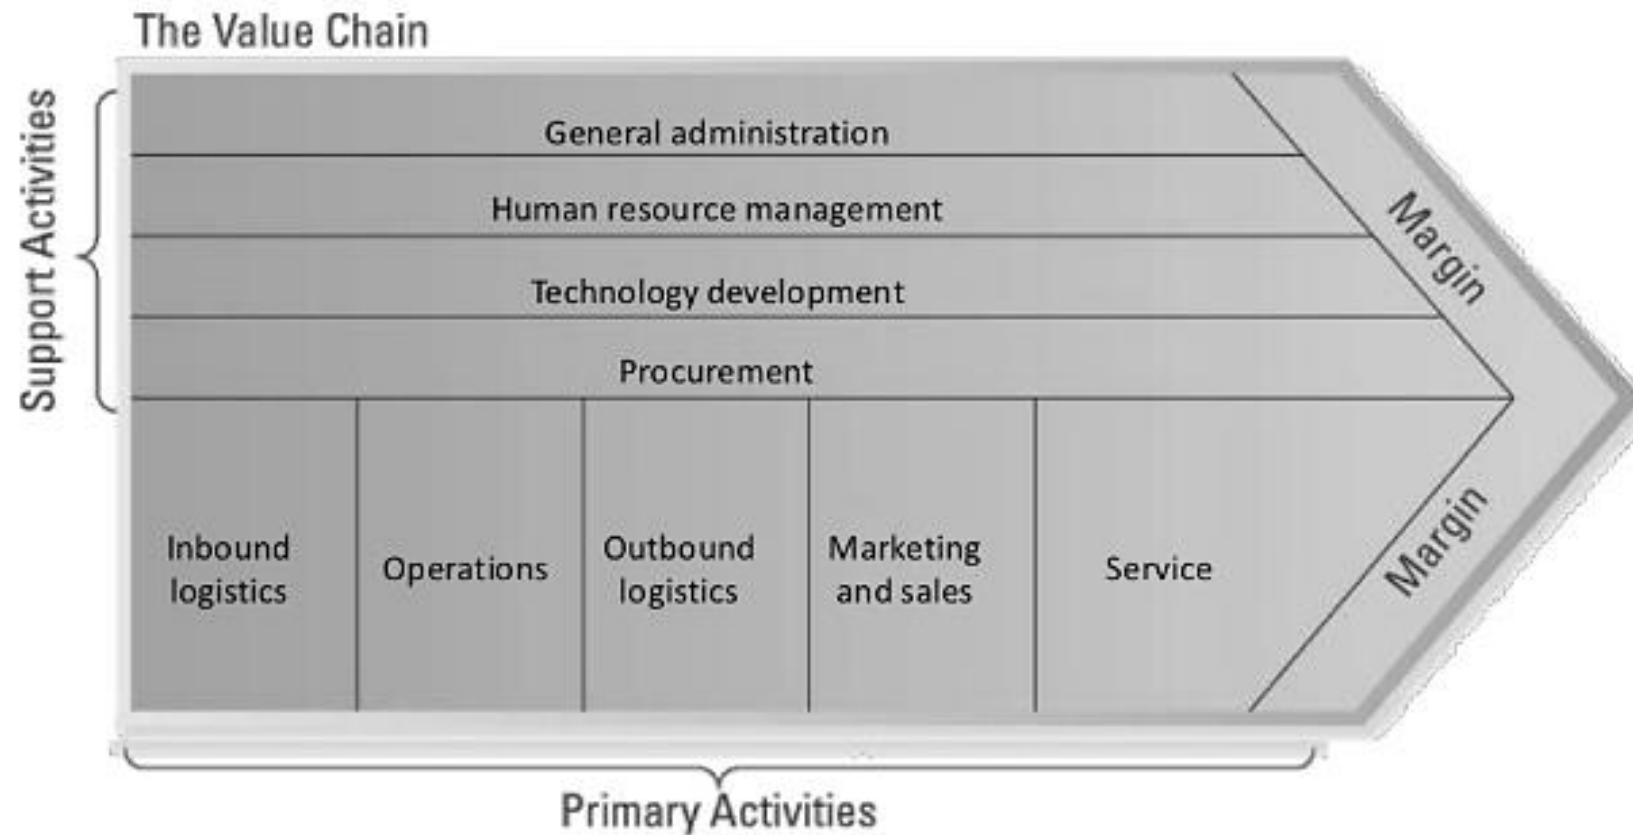 The Value Chain
Support Activities
General administration
Human resource management
Technology development
Procurement
Inbound
logistics
Operations
Outbound
logistics
Marketing
and sales
Service
Margin
Margin
Primary Activities